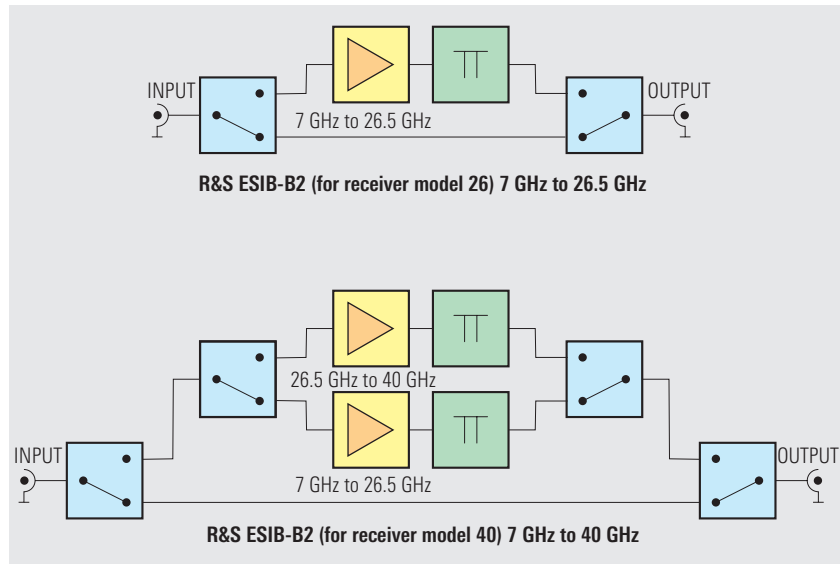 INPUT
OUTPUT
7 GHz to 26.5 GHz
R&S ESIB-B2 (for receiver model 26) 7 GHz to 26.5 GHz
26.5 GHz to 40 GHz
INPUT
OUTPUT
7 GHz to 26.5 GHz
R&S ESIB-B2 (for receiver model 40) 7 GHz to 40 GHz